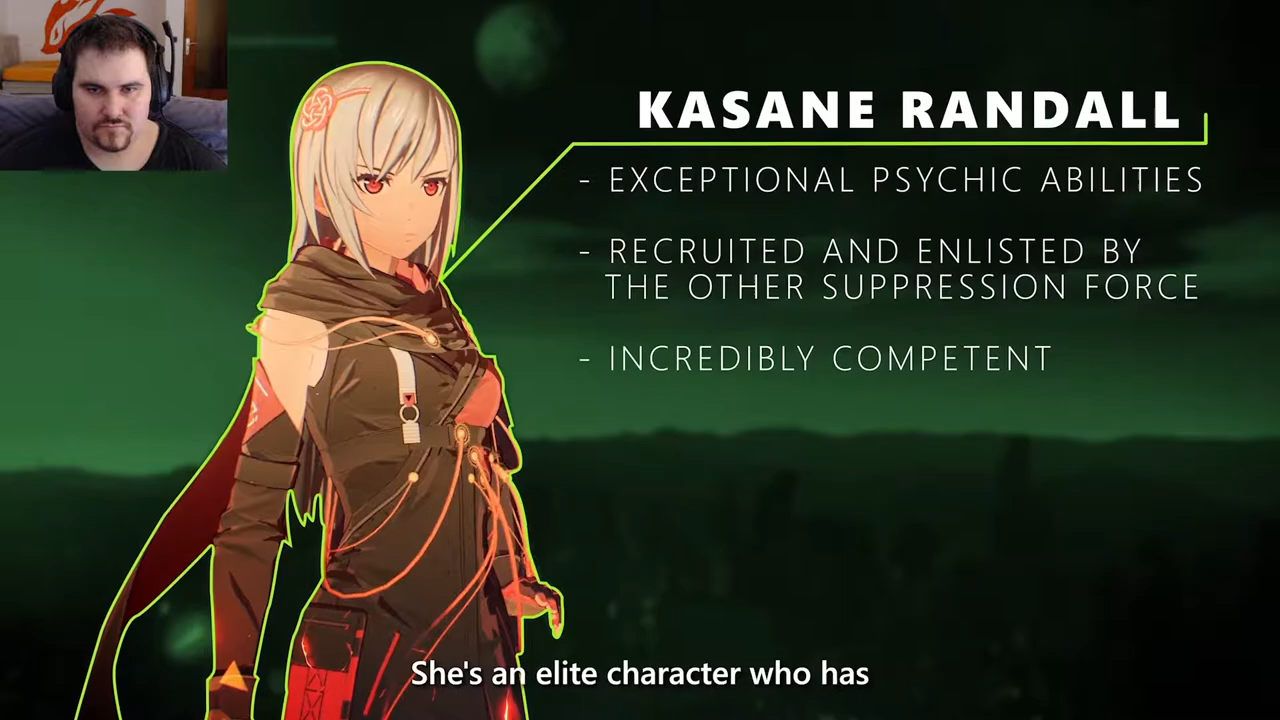 KASANE RANDALL
- EXCEPTIONAL PSYCHIC ABILITIES
- RECRUITED AND ENLISTED BY
THE OTHER SUPPRESSION FORCE
- INCREDIBLY COMPETENT
She's an elite character who has